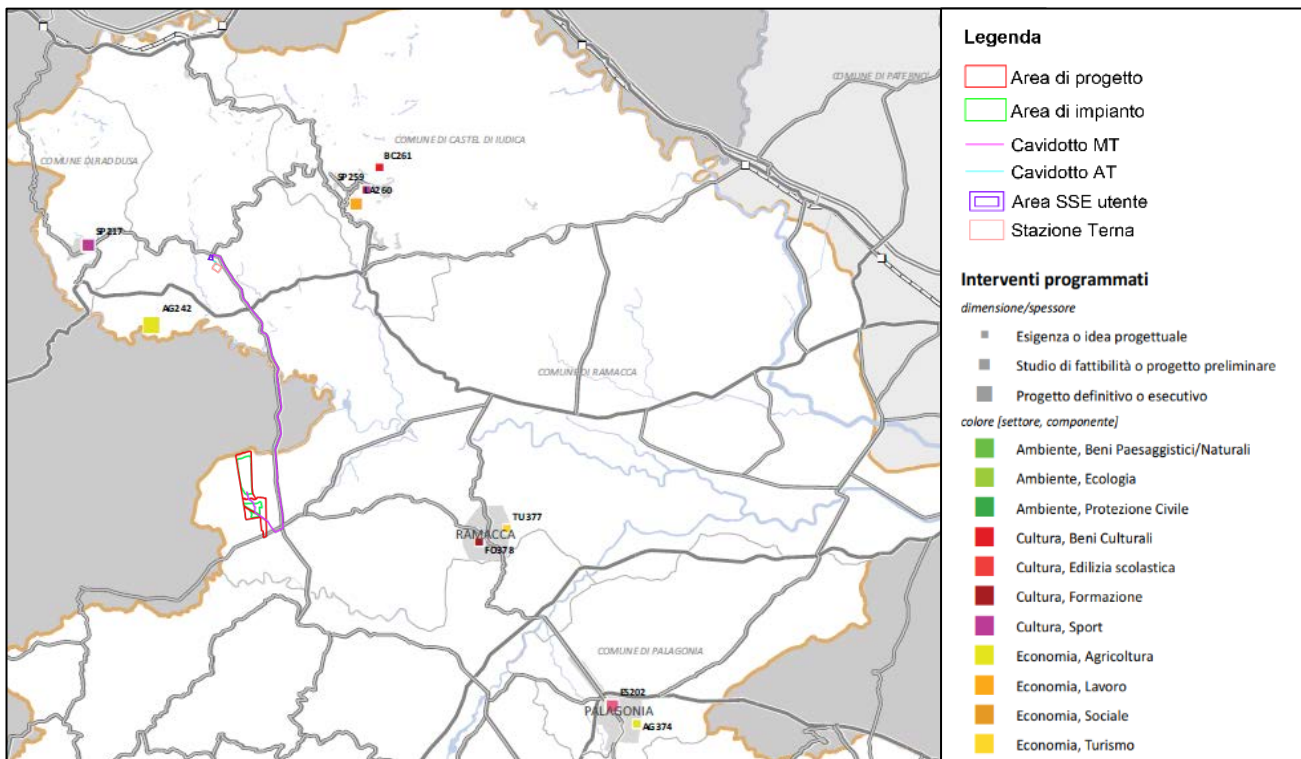 COMUNE DI PATERNO'
COMUNE DI CASTEL DI IUDICA
COMUNE DI RADDUSA
BC261
SP259
LA260
SP217
AG242
COMUNE DI RAMACCA
TU377
RAMACCA
FO378
COMUNE DI PALAGONIA
ES202
PALAGONIA
AG374
Legenda
Area di progetto
Area di impianto
Cavidotto MT
Cavidotto AT
Area SSE utente
Stazione Terna
Interventi programmati
dimensione/spessore
Esigenza o idea progettuale
Studio di fattibilità o progetto preliminare
Progetto definitivo o esecutivo
colore [settore, componente]
Ambiente, Beni Paesaggistici/Naturali
Ambiente, Ecologia
Ambiente, Protezione Civile
Cultura, Beni Culturali
Cultura, Edilizia scolastica
Cultura, Formazione
Cultura, Sport
Economia, Agricoltura
Economia, Lavoro
Economia, Sociale
Economia, Turismo